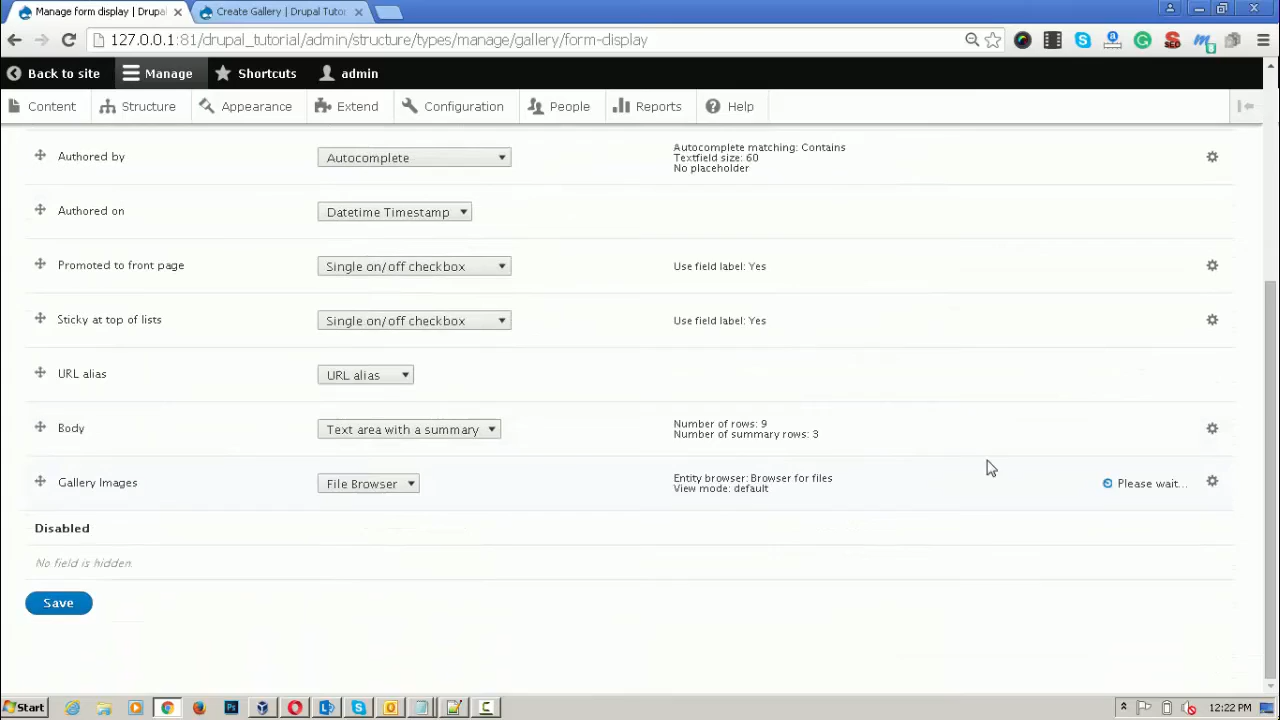 Manage form display | Drupal
Create Gallery | Drupal Tutor
127.0.0.1:81/drupal_tutorial/admin/structure/types/manage/gallery/form-display
Back to site
Manage
Shortcuts
admin
Content
Structure
Appearance
Extend
Configuration
People
Reports
Help
Authored by
Autocomplete
Autocomplete matching: Contains
Textfield size: 60
No placeholder
Authored on
Datetime Timestamp
Promoted to front page
Single on/off checkbox
Use field label: Yes
Sticky at top of lists
Single on/off checkbox
Use field label: Yes
URL alias
URL alias
Body
Text area with a summary
Number of rows: 9
Number of summary rows: 3
Gallery Images
File Browser
Entity browser: Browser for files
View mode: default
Please wait...
Disabled
No field is hidden.
Save
Start
12:22 PM